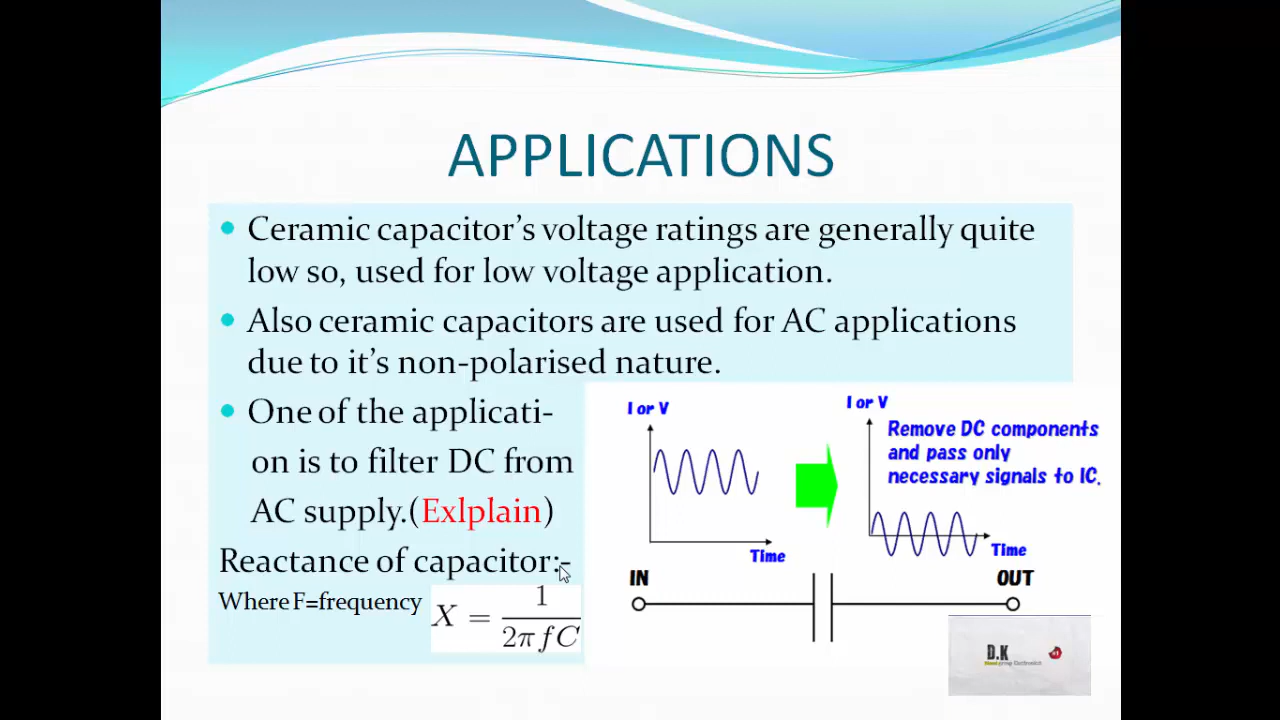 APPLICATIONS
Ceramic capacitor's voltage ratings are generally quite
low so, used for low voltage application.
Also ceramic capacitors are used for AC applications
due to it's non-polarised nature.
One of the applicati-
on is to filter DC from
AC supply.(Exlplain)
Reactance of capacitor:-
Where F=frequency
X = 1 / 2π f C
I or V
Time
I or V
Remove DC components
and pass only
necessary signals to IC.
Time
IN
OUT
D.K